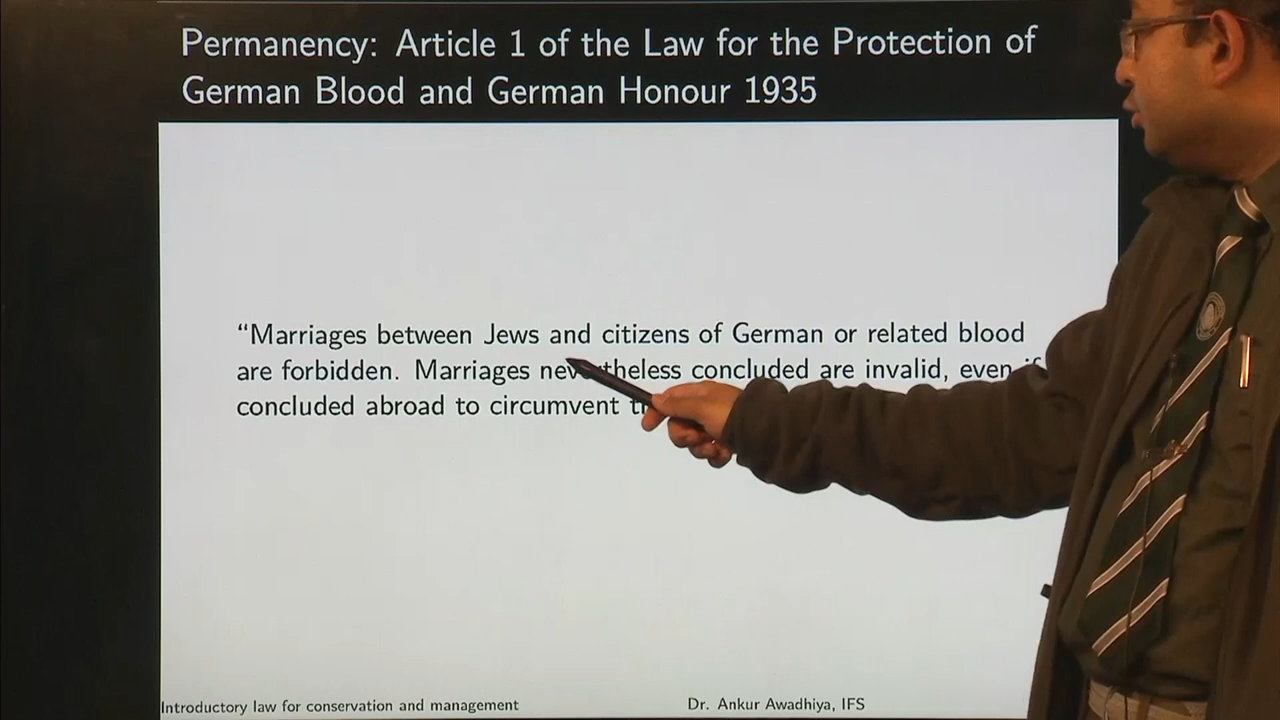 Permanency: Article 1 of the Law for the Protection of
German Blood and German Honour 1935
“Marriages between Jews and citizens of German or related blood
are forbidden. Marriages nevertheless concluded are invalid, even if
concluded abroad to circumvent
Introductory law for conservation and management
Dr. Ankur Awadhiya, IFS